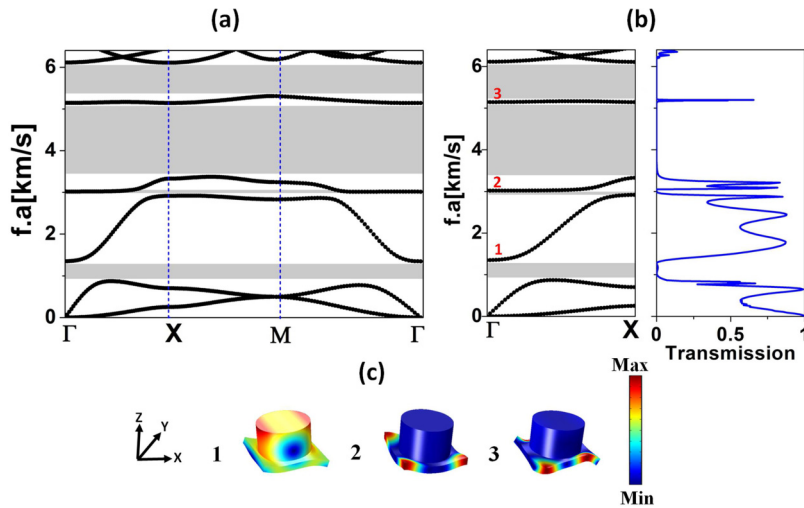 (a)
(b)
f.a[km/s]
6
4
2
0
Γ
X
M
Γ
f.a[km/s]
6
4
2
0
3
2
1
Γ
X
0
0.5
1
Transmission
(c)
Z
Y
X
1
2
3
Max
Min